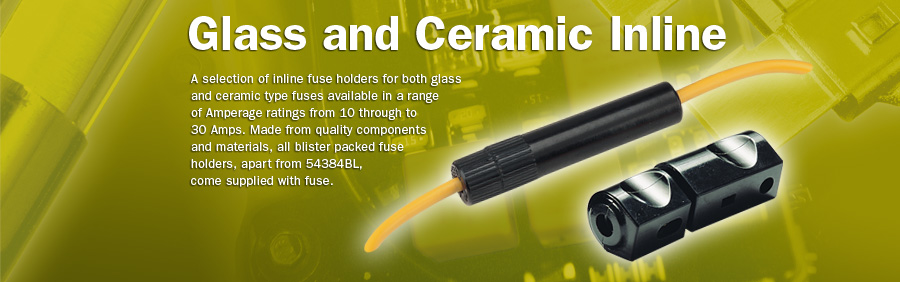 Glass and Ceramic Inline
A selection of inline fuse holders for both glass
and ceramic type fuses available in a range
of Amperage ratings from 10 through to
30 Amps. Made from quality components
and materials, all blister packed fuse
holders, apart from 54384BL,
come supplied with fuse.